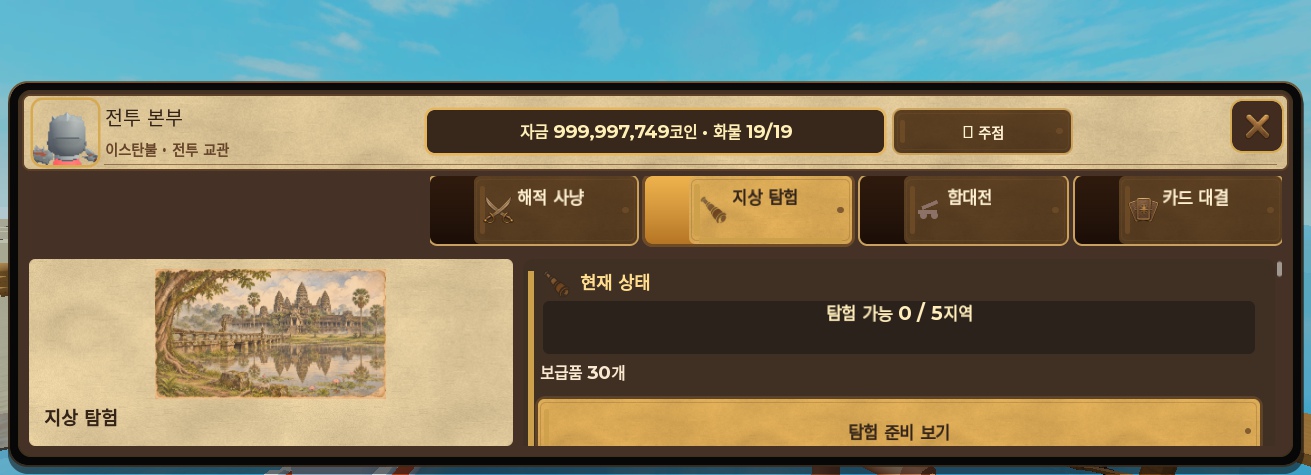 전투 본부
이스탄불 • 전투 교관
자금 999,997,749코인 • 화물 19/19
주점
해적 사냥
지상 탐험
함대전
카드 대결
지상 탐험
현재 상태
탐험 가능 0 / 5지역
보급품 30개
탐험 준비 보기